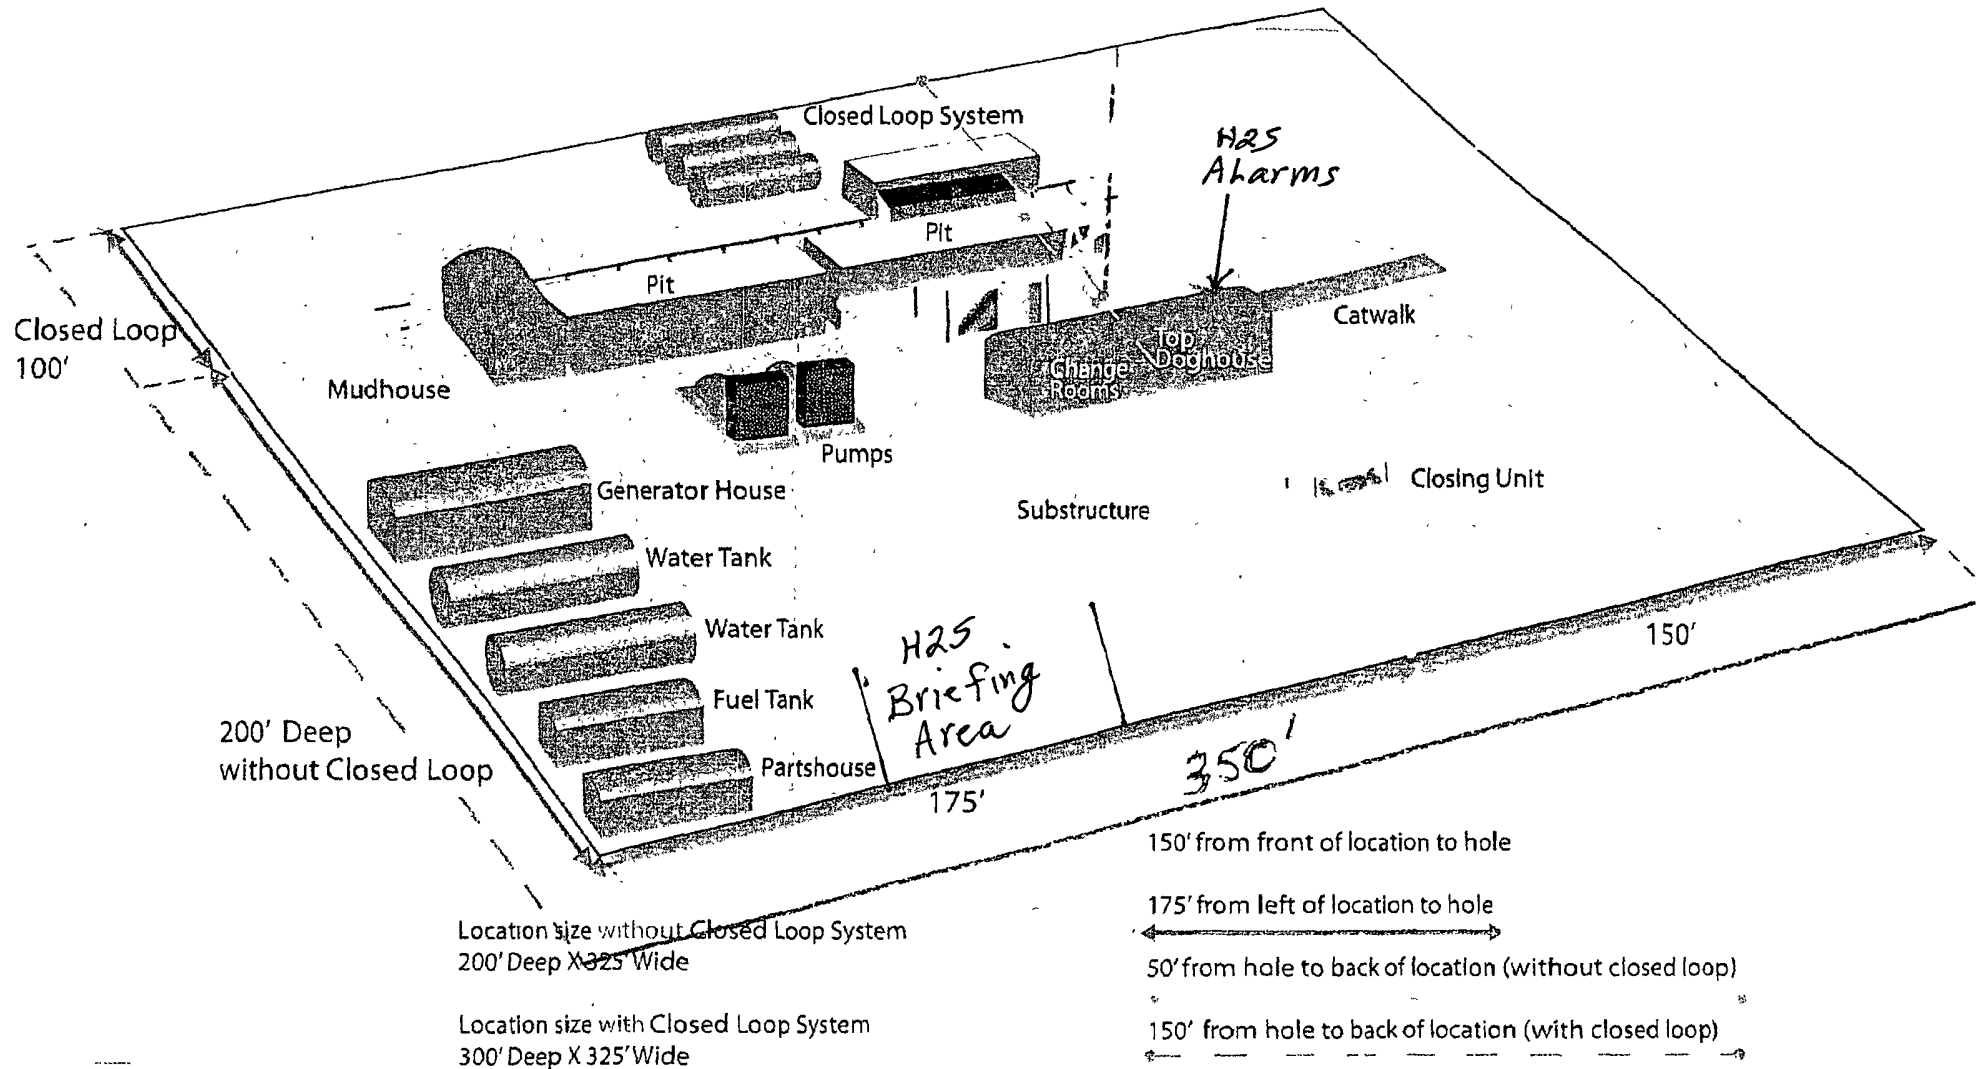 Closed Loop System
H2S
Alarms
Pit
Pit
Closed Loop
100'
Catwalk
Top
Doghouse
Change
Rooms
Mudhouse
Pumps
Generator House
Closing Unit
Substructure
Water Tank
Water Tank
150'
H2S
Briefing
Area
Fuel Tank
200' Deep
without Closed Loop
Partshouse
175'
350'
150' from front of location to hole
175' from left of location to hole
Location size without Closed Loop System
200' Deep X 325' Wide
50' from hole to back of location (without closed loop)
Location size with Closed Loop System
300' Deep X 325' Wide
150' from hole to back of location (with closed loop)